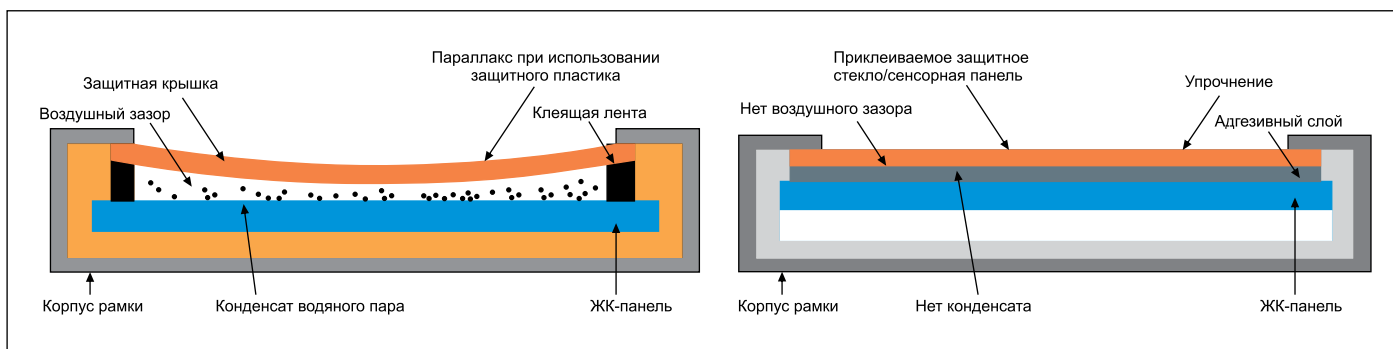 Параллакс при использовании
защитного пластика
Защитная крышка
Воздушный зазор
Клеящая лента
Корпус рамки
Конденсат водяного пара
ЖК-панель
Приклеиваемое защитное
стекло/сенсорная панель
Упрочнение
Нет воздушного зазора
Адгезивный слой
Корпус рамки
Нет конденсата
ЖК-панель